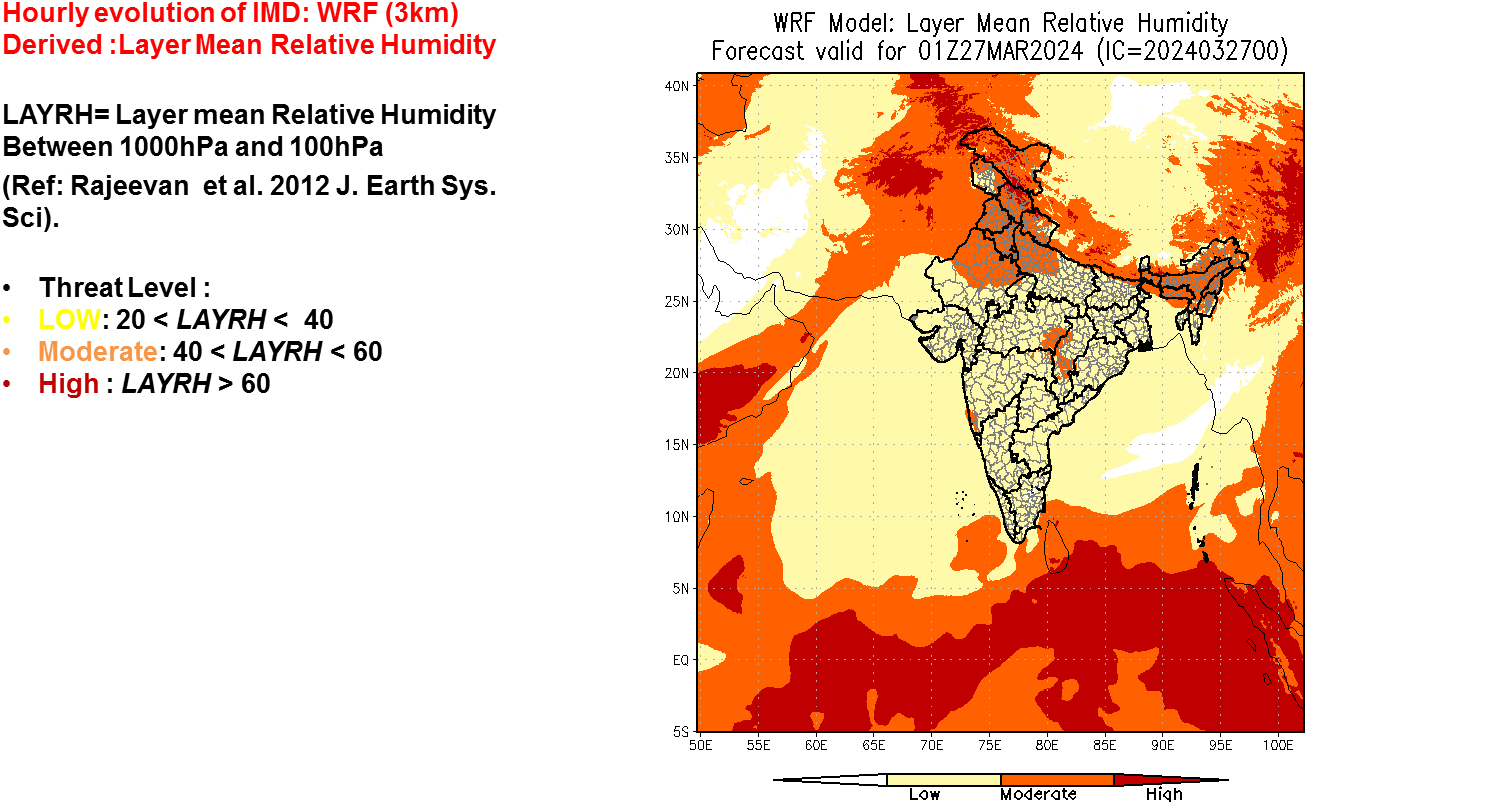 Hourly evolution of IMD: WRF (3km)
Derived :Layer Mean Relative Humidity
LAYRH= Layer mean Relative Humidity
Between 1000hPa and 100hPa
(Ref: Rajeevan et al. 2012 J. Earth Sys.
Sci).
• Threat Level :
• LOW: 20 < LAYRH < 40
• Moderate: 40 < LAYRH < 60
• High : LAYRH > 60
WRF Model: Layer Mean Relative Humidity
Forecast valid for 01Z27MAR2024 (IC=2024032700)
40N
35N
30N
25N
20N
15N
10N
5N
EQ
5S
50E 55E 60E 65E 70E 75E 80E 85E 90E 95E 100E
Low Moderate High